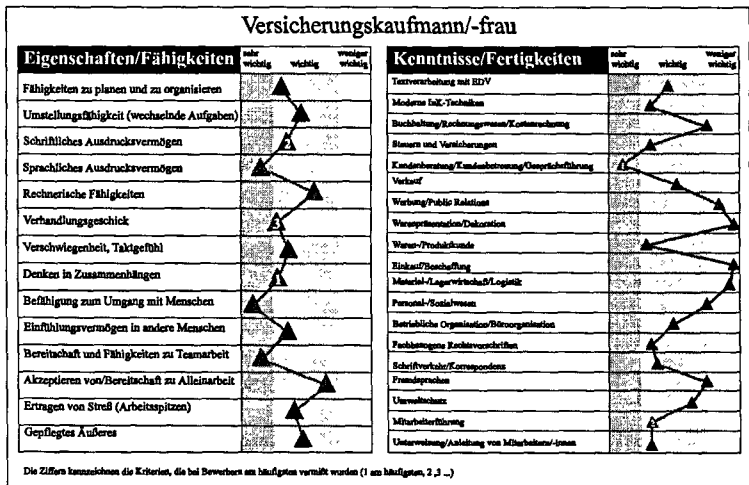 Versicherungskaufmann/-frau
Eigenschaften/Fähigkeiten
sehr wichtig
wichtig
weniger wichtig
Fähigkeiten zu planen und zu organisieren
Umstellungsfähigkeit (wechselnde Aufgaben)
Schriftliches Ausdrucksvermögen
2
Sprachliches Ausdrucksvermögen
Rechnerische Fähigkeiten
Verhandlungsgeschick
3
Verschwiegenheit, Taktgefühl
Denken in Zusammenhängen
1
Befähigung zum Umgang mit Menschen
Einfühlungsvermögen in andere Menschen
Bereitschaft und Fähigkeiten zu Teamarbeit
Akzeptieren von/Bereitschaft zu Alleinarbeit
Ertragen von Streß (Arbeitsspitzen)
Gepflegtes Äußeres
Kenntnisse/Fertigkeiten
sehr wichtig
wichtig
weniger wichtig
Textverarbeitung mit EDV
Moderne IuK-Techniken
Buchhaltung/Rechnungswesen/Kostenrechnung
Steuern und Versicherungen
Kundenberatung/Kundenbetreuung/Gesprächsführung
1
Verkauf
Werbung/Public Relations
Warenpräsentation/Dekoration
Waren-/Produktkunde
Einkauf/Beschaffung
Material-/Lagerwirtschaft/Logistik
Personal-/Sozialwesen
Betriebliche Organisation/Büroorganisation
Fachbezogene Rechtsvorschriften
Schriftverkehr/Korrespondenz
Fremdsprachen
Umweltschutz
Mitarbeiterführung
Unterweisung/Anleitung von Mitarbeitern/-innen
Die Ziffern kennzeichnen die Kriterien, die bei Bewerbern am häufigsten vermißt wurden (1 am häufigsten, 2 ,3 ...)